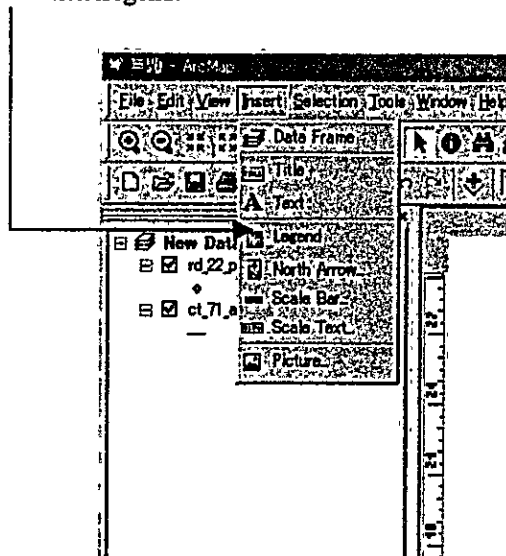 - ArcMap
File Edit View Insert Selection Tools Window Help
Data Frame
Title
Text
Legend
North Arrow...
Scale Bar...
Scale Text...
Picture...
New Dat
rd_22_p
ct_71_a